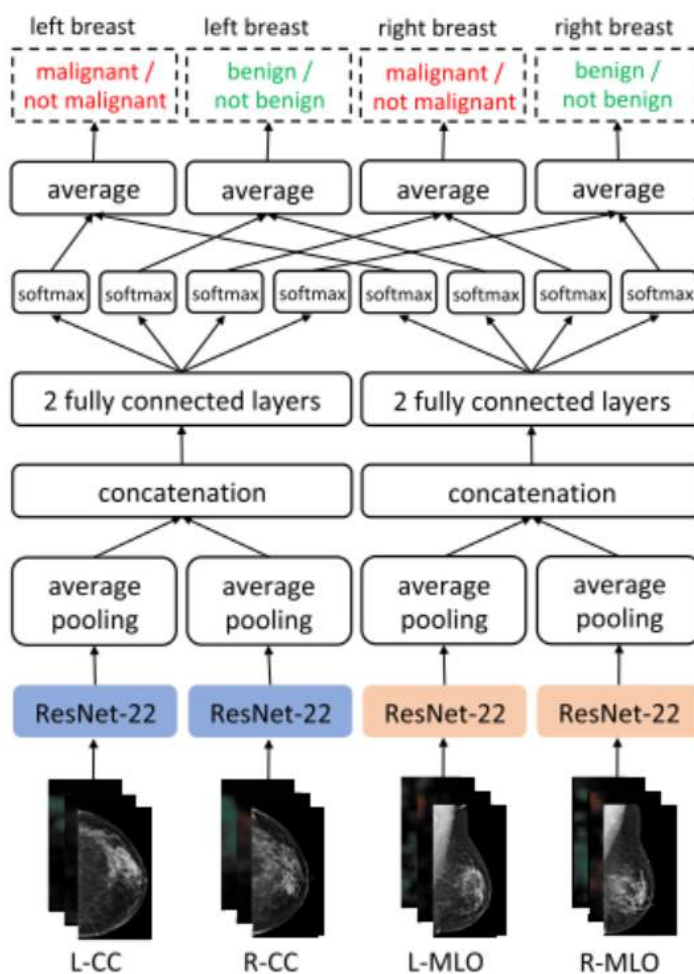 left breast left breast right breast right breast
malignant / benign / malignant / benign /
not malignant not benign not malignant not benign
average average average average
softmax softmax softmax softmax softmax softmax softmax softmax
2 fully connected layers 2 fully connected layers
concatenation concatenation
average average average average
pooling pooling pooling pooling
ResNet-22 ResNet-22 ResNet-22 ResNet-22
L-CC R-CC L-MLO R-MLO